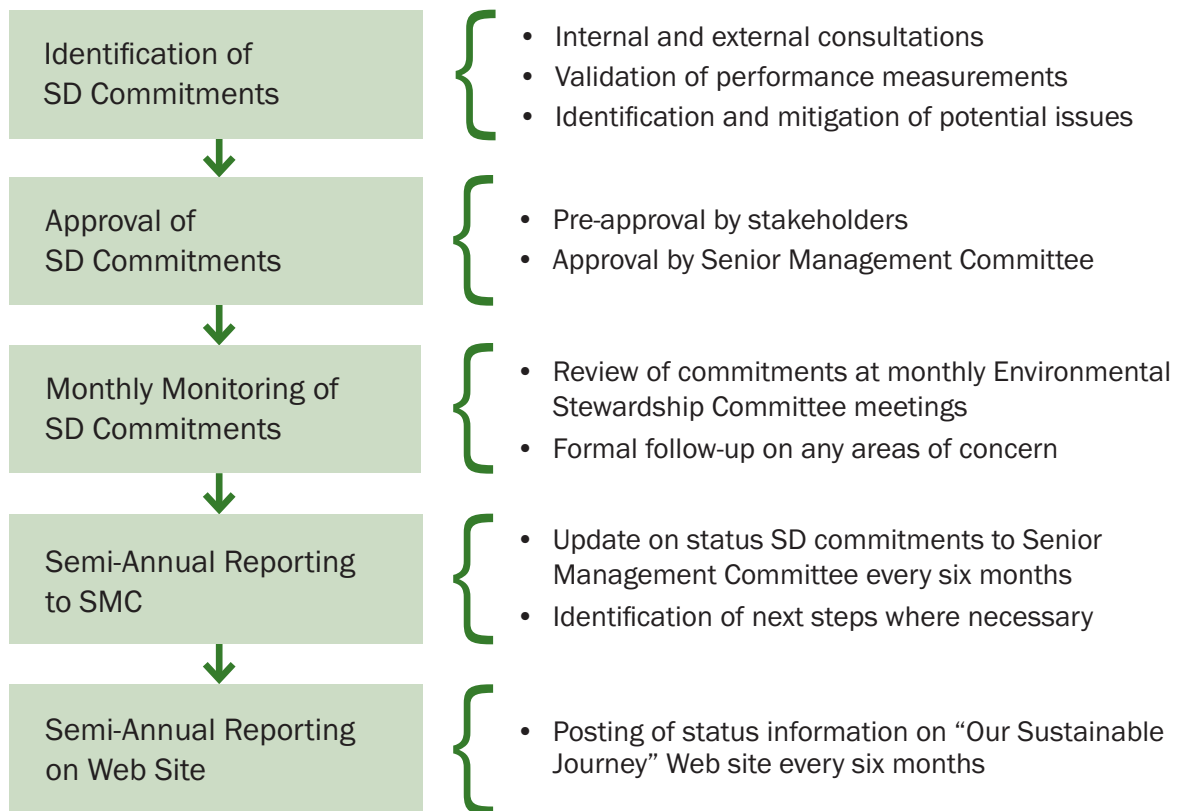 Identification of
SD Commitments
• Internal and external consultations
• Validation of performance measurements
• Identification and mitigation of potential issues
Approval of
SD Commitments
• Pre-approval by stakeholders
• Approval by Senior Management Committee
Monthly Monitoring of
SD Commitments
• Review of commitments at monthly Environmental
Stewardship Committee meetings
• Formal follow-up on any areas of concern
Semi-Annual Reporting
to SMC
• Update on status SD commitments to Senior
Management Committee every six months
• Identification of next steps where necessary
Semi-Annual Reporting
on Web Site
• Posting of status information on “Our Sustainable
Journey” Web site every six months